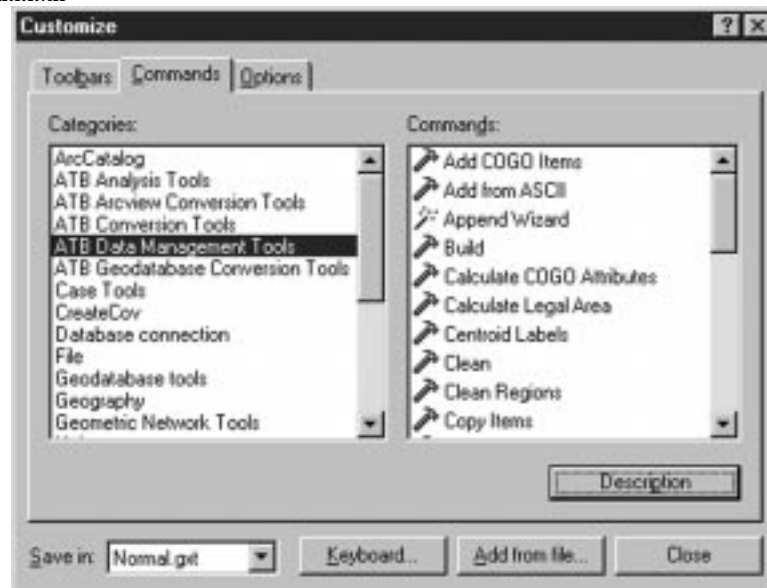 Customize
Toolbars Commands Options
Categories:
ArcCatalog
ATB Analysis Tools
ATB Arcview Conversion Tools
ATB Conversion Tools
ATB Data Management Tools
ATB Geodatabase Conversion Tools
Case Tools
CreateCov
Database connection
File
Geodatabase tools
Geography
Geometric Network Tools
Commands:
Add COGO Items
Add from ASCII
Append Wizard
Build
Calculate COGO Attributes
Calculate Legal Area
Centroid Labels
Clean
Clean Regions
Copy Items
Description
Save in: Normal.gxt Keyboard... Add from file... Close